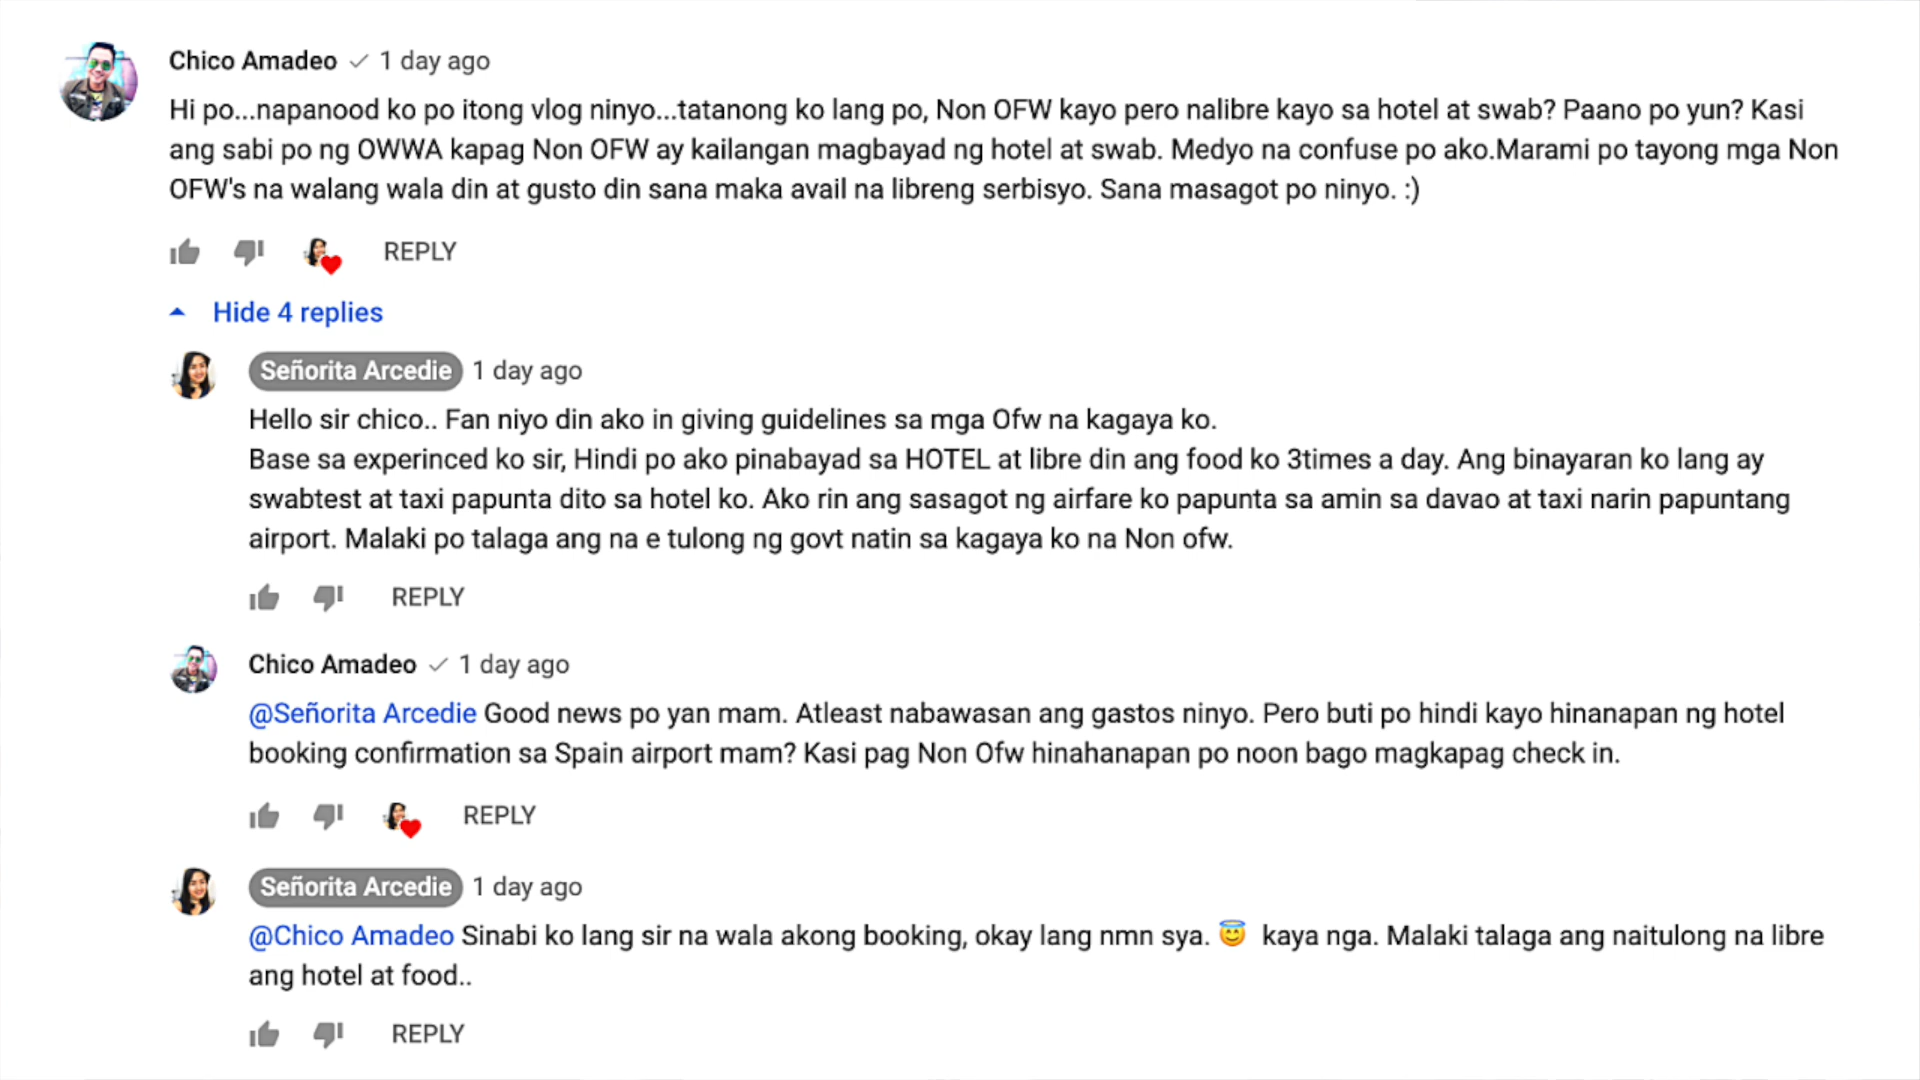 Chico Amadeo ✓ 1 day ago
Hi po...napanood ko po itong vlog ninyo...tatanong ko lang po, Non OFW kayo pero nalibre kayo sa hotel at swab? Paano po yun? Kasi
ang sabi po ng OWWA kapag Non OFW ay kailangan magbayad ng hotel at swab. Medyo na confuse po ako.Marami po tayong mga Non
OFW's na walang wala din at gusto din sana maka avail na libreng serbisyo. Sana masagot po ninyo. :)
REPLY
Hide 4 replies
Señorita Arcedie 1 day ago
Hello sir chico.. Fan niyo din ako in giving guidelines sa mga Ofw na kagaya ko.
Base sa experinced ko sir, Hindi po ako pinabayad sa HOTEL at libre din ang food ko 3times a day. Ang binayaran ko lang ay
swabtest at taxi papunta dito sa hotel ko. Ako rin ang sasagot ng airfare ko papunta sa amin sa davao at taxi narin papuntang
airport. Malaki po talaga ang na e tulong ng govt natin sa kagaya ko na Non ofw.
REPLY
Chico Amadeo ✓ 1 day ago
@Señorita Arcedie Good news po yan mam. Atleast nabawasan ang gastos ninyo. Pero buti po hindi kayo hinanapan ng hotel
booking confirmation sa Spain airport mam? Kasi pag Non Ofw hinahanapan po noon bago magkapag check in.
REPLY
Señorita Arcedie 1 day ago
@Chico Amadeo Sinabi ko lang sir na wala akong booking, okay lang nmn sya. 😇 kaya nga. Malaki talaga ang naitulong na libre
ang hotel at food..
REPLY